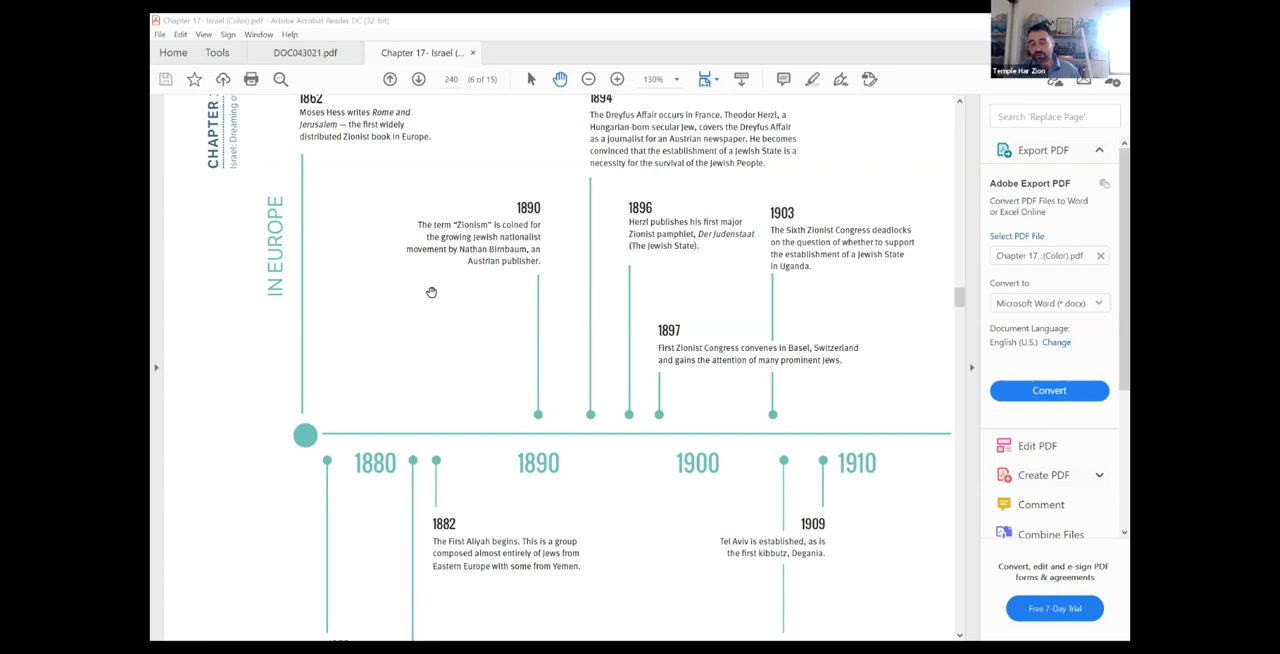 Chapter 17- Israel (Color).pdf - Adobe Acrobat Reader DC (32-bit)
File Edit View Sign Window Help
Home Tools DOC043021.pdf Chapter 17- Israel (... ×
240 (6 of 15) 130%
Temple Har Zion
CHAPTER
Israel: Dreaming o
IN EUROPE
1862
Moses Hess writes Rome and
Jerusalem — the first widely
distributed Zionist book in Europe.
1894
The Dreyfus Affair occurs in France. Theodor Herzl, a
Hungarian-born secular Jew, covers the Dreyfus Affair
as a journalist for an Austrian newspaper. He becomes
convinced that the establishment of a Jewish State is a
necessity for the survival of the Jewish People.
1890
The term “Zionism” is coined for
the growing Jewish nationalist
movement by Nathan Birnbaum, an
Austrian publisher.
1896
Herzl publishes his first major
Zionist pamphlet, Der Judenstaat
(The Jewish State).
1903
The Sixth Zionist Congress deadlocks
on the question of whether to support
the establishment of a Jewish State
in Uganda.
1897
First Zionist Congress convenes in Basel, Switzerland
and gains the attention of many prominent Jews.
1880 1890 1900 1910
1882
The First Aliyah begins. This is a group
composed almost entirely of Jews from
Eastern Europe with some from Yemen.
1909
Tel Aviv is established, as is
the first kibbutz, Degania.
Search 'Replace Page'
Export PDF
Adobe Export PDF
Convert PDF Files to Word
or Excel Online
Select PDF File
Chapter 17...(Color).pdf
Convert to
Microsoft Word (*.docx)
Document Language:
English (U.S.) Change
Convert
Edit PDF
Create PDF
Comment
Combine Files
Convert, edit and e-sign PDF
forms & agreements
Free 7-Day Trial